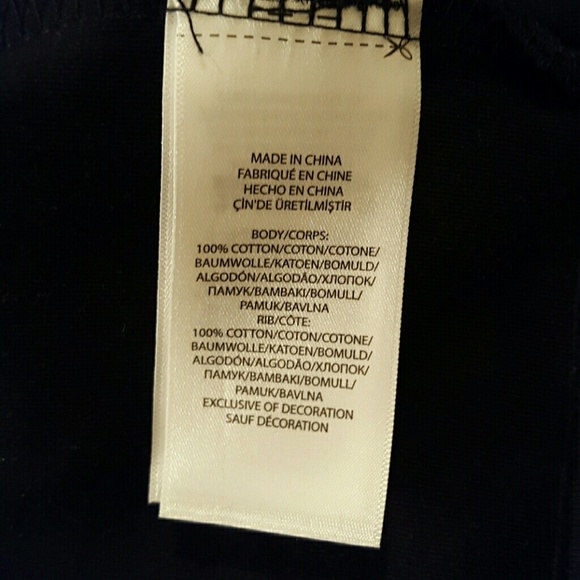 MADE IN CHINA
FABRIQUÉ EN CHINE
HECHO EN CHINA
ÇİN'DE ÜRETİLMİŞTİR
BODY/CORPS:
100% COTTON/COTON/COTONE/
BAUMWOLLE/KATOEN/BOMULD/
ALGODÓN/ALGODÃO/ХЛОПОК/
ПАМУК/BAMBAKI/BOMULL/
PAMUK/BAVLNA
RIB/CÔTE:
100% COTTON/COTON/COTONE/
BAUMWOLLE/KATOEN/BOMULD/
ALGODÓN/ALGODÃO/ХЛОПОК/
ПАМУК/BAMBAKI/BOMULL/
PAMUK/BAVLNA
EXCLUSIVE OF DECORATION
SAUF DÉCORATION